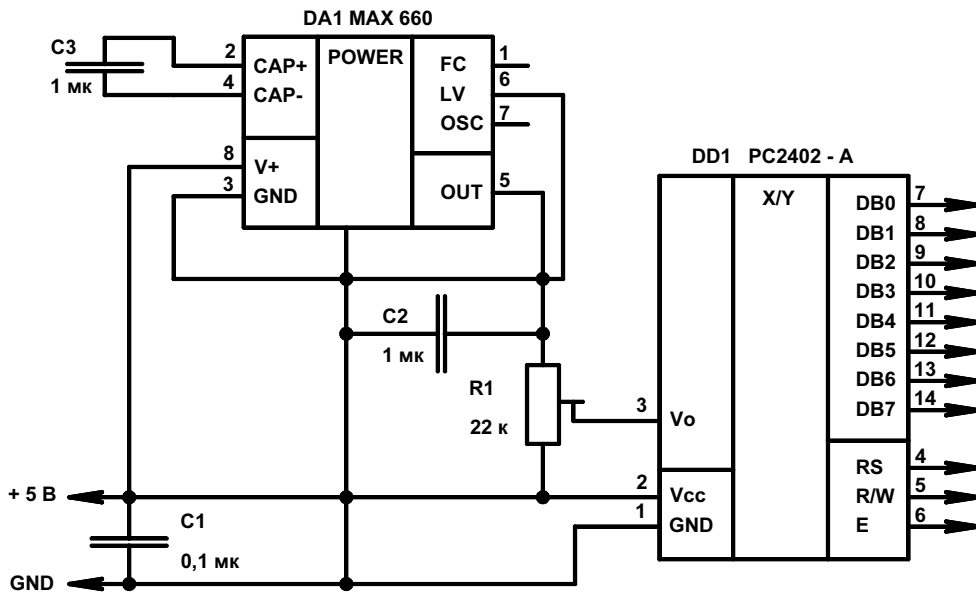 DA1 MAX 660
C3
1 мк
2
4
8
3
CAP+
CAP-
V+
GND
POWER
FC
LV
OSC
OUT
1
6
7
5
C2
1 мк
R1
22 к
+ 5 В
C1
0,1 мк
GND
DD1 PC2402 - A
3
2
1
Vo
Vcc
GND
X/Y
DB0
DB1
DB2
DB3
DB4
DB5
DB6
DB7
RS
R/W
E
7
8
9
10
11
12
13
14
4
5
6